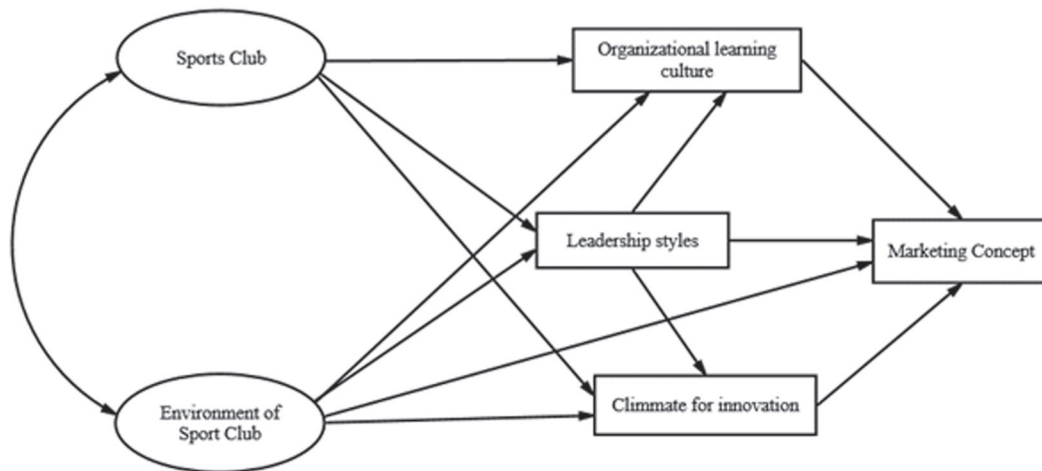 Sports Club
Organizational learning
culture
Leadership styles
Marketing Concept
Climmate for innovation
Environment of
Sport Club